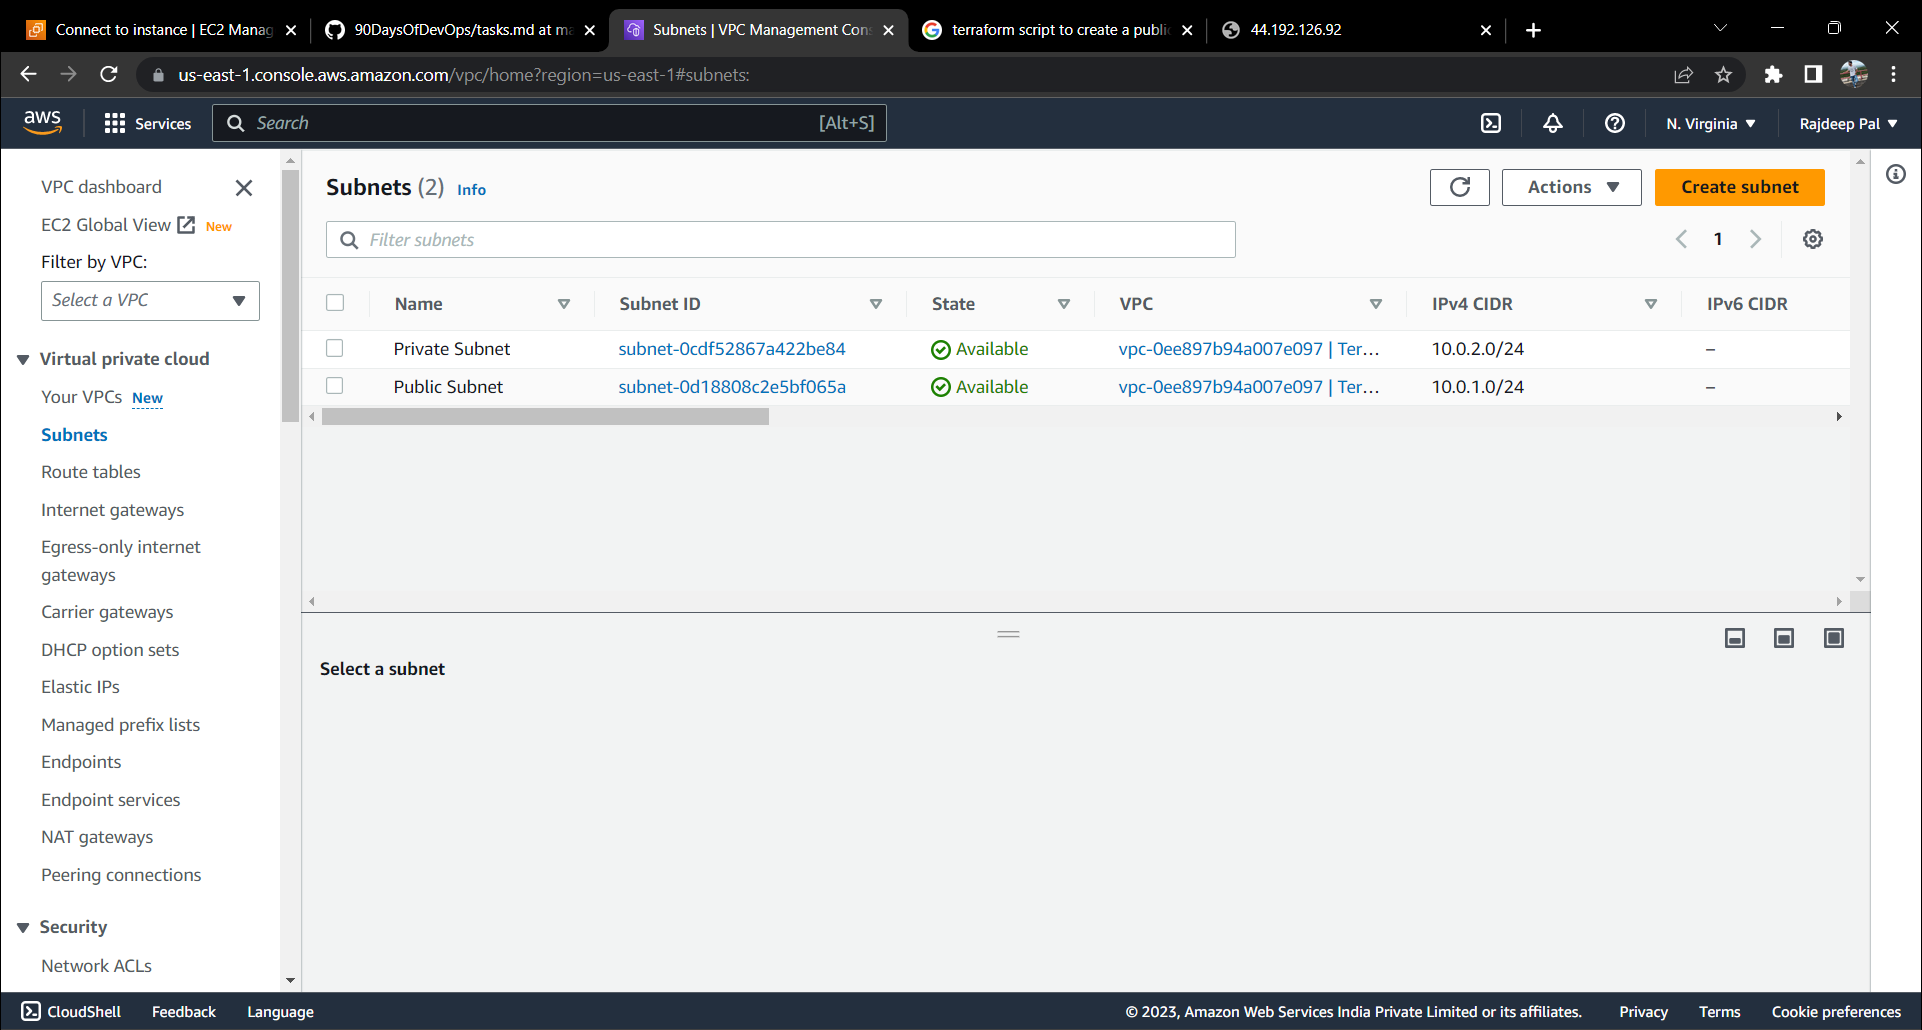 Connect to instance | EC2 Manag
90DaysOfDevOps/tasks.md at ma
Subnets | VPC Management Cons
terraform script to create a public
44.192.126.92
us-east-1.console.aws.amazon.com/vpc/home?region=us-east-1#subnets:
aws
Services
Search
[Alt+S]
N. Virginia
Rajdeep Pal
VPC dashboard
EC2 Global View New
Filter by VPC:
Select a VPC
Virtual private cloud
Your VPCs New
Subnets
Route tables
Internet gateways
Egress-only internet
gateways
Carrier gateways
DHCP option sets
Elastic IPs
Managed prefix lists
Endpoints
Endpoint services
NAT gateways
Peering connections
Security
Network ACLs
Subnets (2) Info
Actions
Create subnet
Filter subnets
1
Name Subnet ID State VPC IPv4 CIDR IPv6 CIDR
Private Subnet subnet-0cdf52867a422be84 Available vpc-0ee897b94a007e097 | Ter... 10.0.2.0/24 –
Public Subnet subnet-0d18808c2e5bf065a Available vpc-0ee897b94a007e097 | Ter... 10.0.1.0/24 –
Select a subnet
CloudShell Feedback Language © 2023, Amazon Web Services India Private Limited or its affiliates. Privacy Terms Cookie preferences